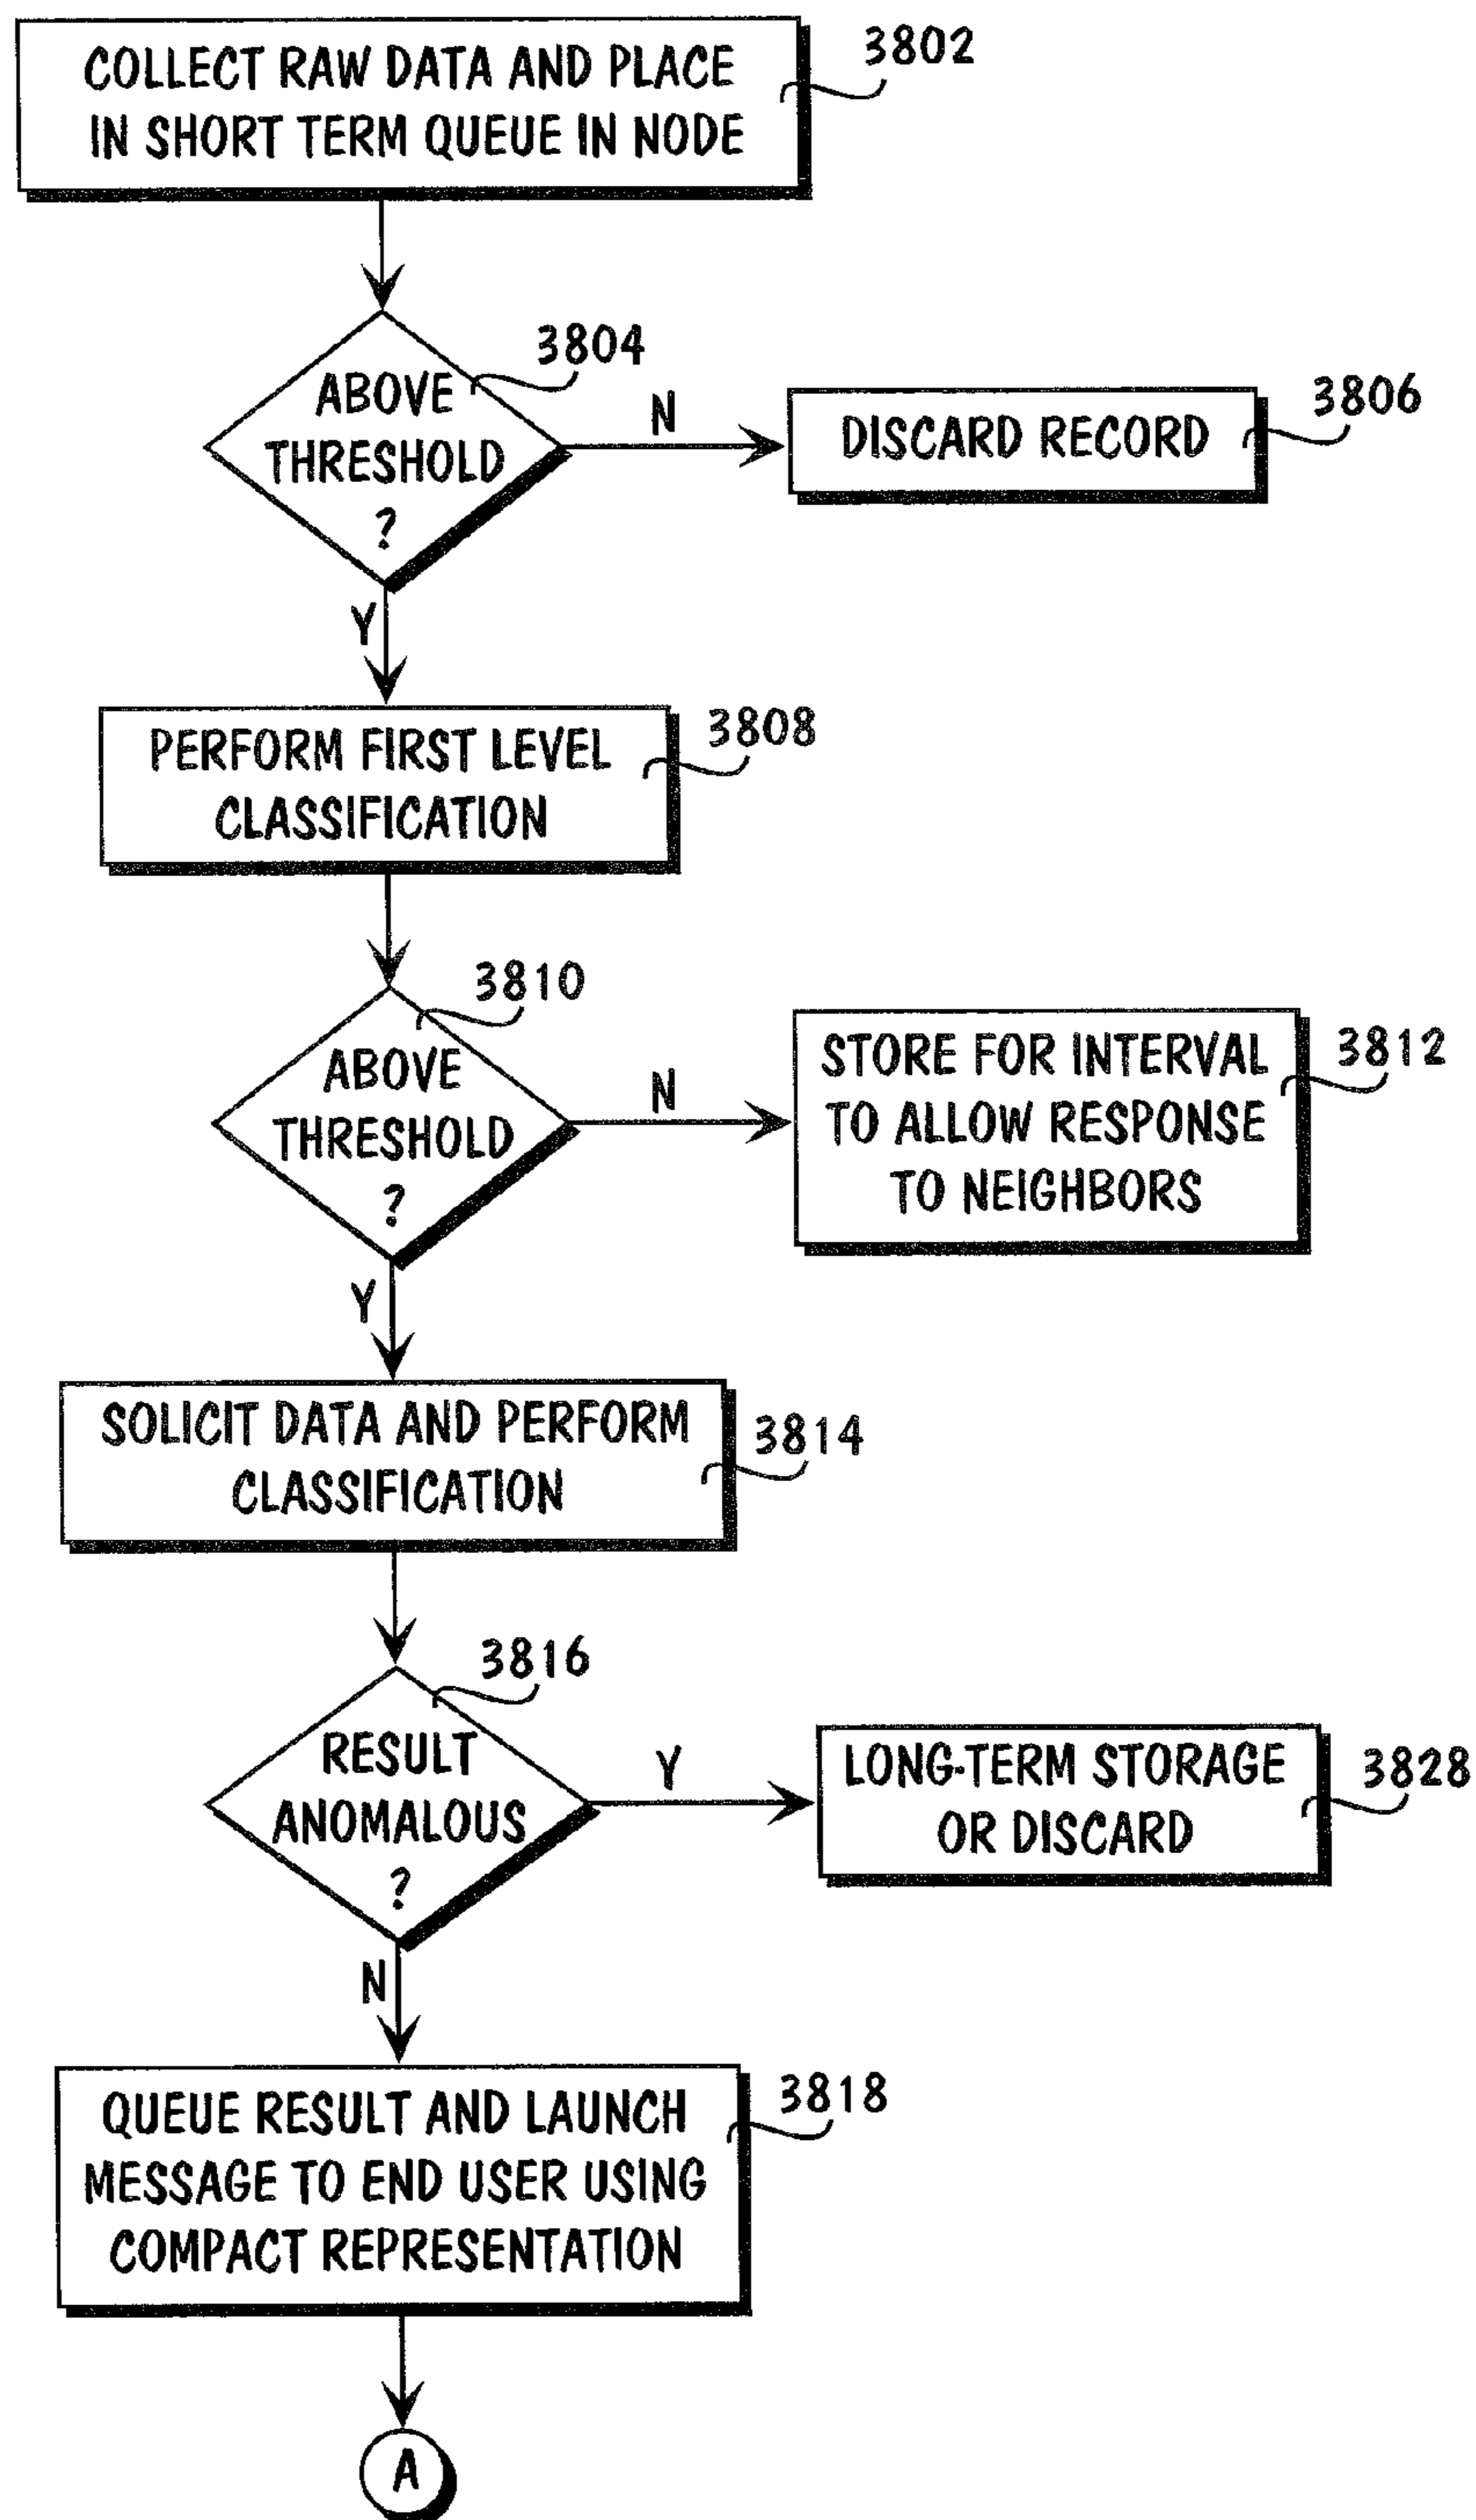 COLLECT RAW DATA AND PLACE
IN SHORT TERM QUEUE IN NODE
3802
ABOVE
THRESHOLD
?
3804
N
DISCARD RECORD
3806
Y
PERFORM FIRST LEVEL
CLASSIFICATION
3808
3810
ABOVE
THRESHOLD
?
N
STORE FOR INTERVAL
TO ALLOW RESPONSE
TO NEIGHBORS
3812
Y
SOLICIT DATA AND PERFORM
CLASSIFICATION
3814
3816
RESULT
ANOMALOUS
?
Y
LONG-TERM STORAGE
OR DISCARD
3828
N
QUEUE RESULT AND LAUNCH
MESSAGE TO END USER USING
COMPACT REPRESENTATION
3818
A